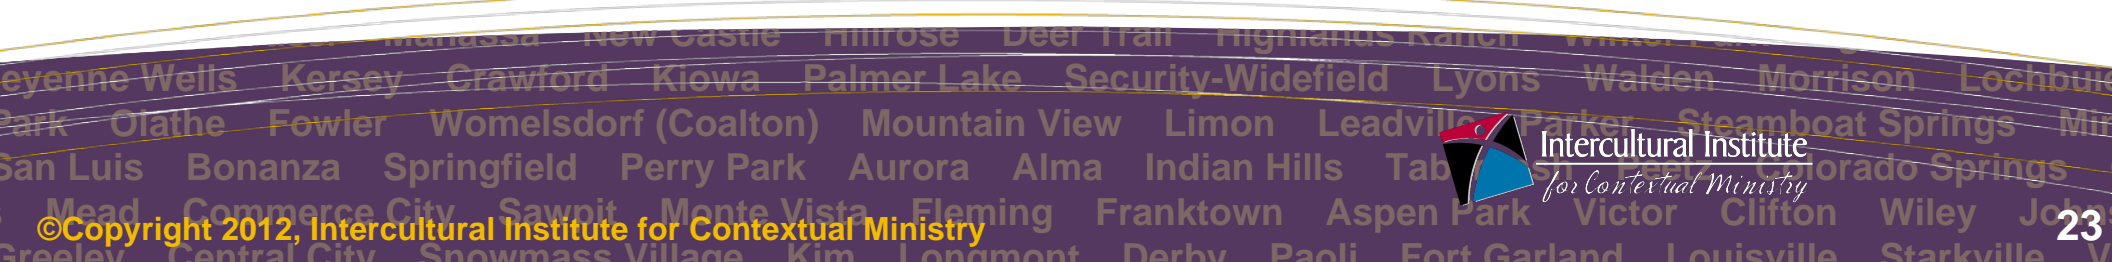 Manassa New Castle Hillrose Deer Trail Highlands Ranch Winter
eyenne Wells Kersey Crawford Kiowa Palmer Lake Security-Widefield Lyons Walden Morrison Lochbuie
Park Olathe Fowler Womelsdorf (Coalton) Mountain View Limon Leadville Parker Steamboat Springs
San Luis Bonanza Springfield Perry Park Aurora Alma Indian Hills Peetz Colorado Springs
Intercultural Institute
for Contextual Ministry
Mead Commerce City Sawpit Monte Vista Fleming Franktown Aspen Park Victor Clifton Wiley
©Copyright 2012, Intercultural Institute for Contextual Ministry
23
Greeley Central City Snowmass Village Kim Longmont Derby Paoli Fort Garland Louisville Starkville